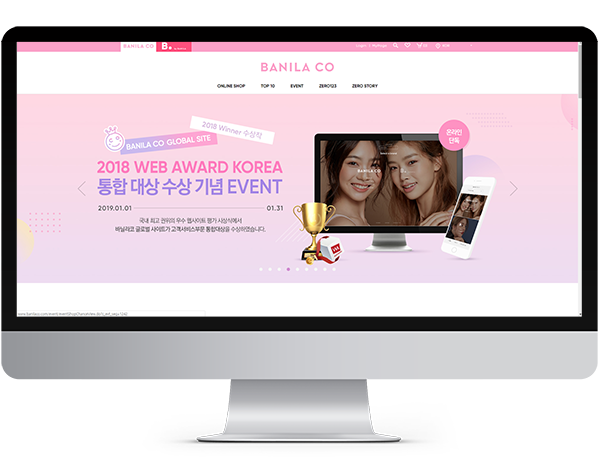 BANILA CO
B.
Login
MyPage
(0)
BANILA CO
ONLINE SHOP
TOP 10
EVENT
ZERO123
ZERO STORY
2018 Winner 수상작
BANILA CO GLOBAL SITE
2018 WEB AWARD KOREA
통합 대상 수상 기념 EVENT
2019.01.01
01.31
국내 최고 권위의 우수 웹사이트 평가 시상식에서
바닐라코 글로벌 사이트가 고객서비스부문 통합대상을 수상하였습니다.
온라인
단독
BANILA CO